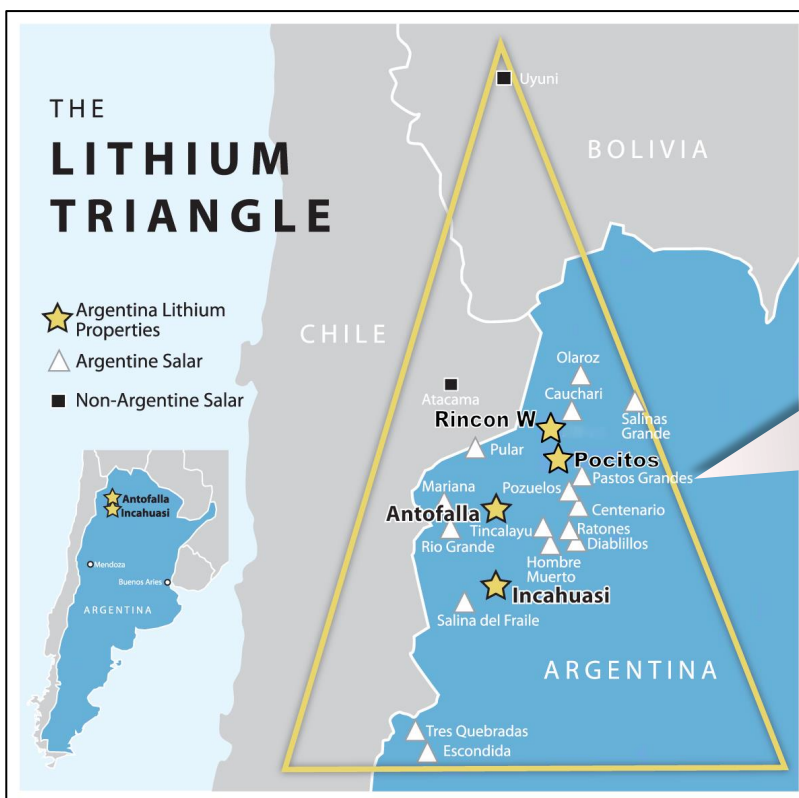 THE
LITHIUM
TRIANGLE
Argentina Lithium
Properties
Argentine Salar
Non-Argentine Salar
Uyuni
BOLIVIA
CHILE
Olaroz
Atacama
Cauchari
Rincon W
Salinas
Grande
Pular
Pocitos
Pastos Grandes
Mariana
Pozuelos
Antofalla
Centenario
Tincalayu
Ratones
Rio Grande
Diablillos
Hombre
Muerto
Incahuasi
Salina del Fraile
ARGENTINA
Tres Quebradas
Escondida
Antofalla
Incahuasi
Mendoza
Buenos Aries
ARGENTINA